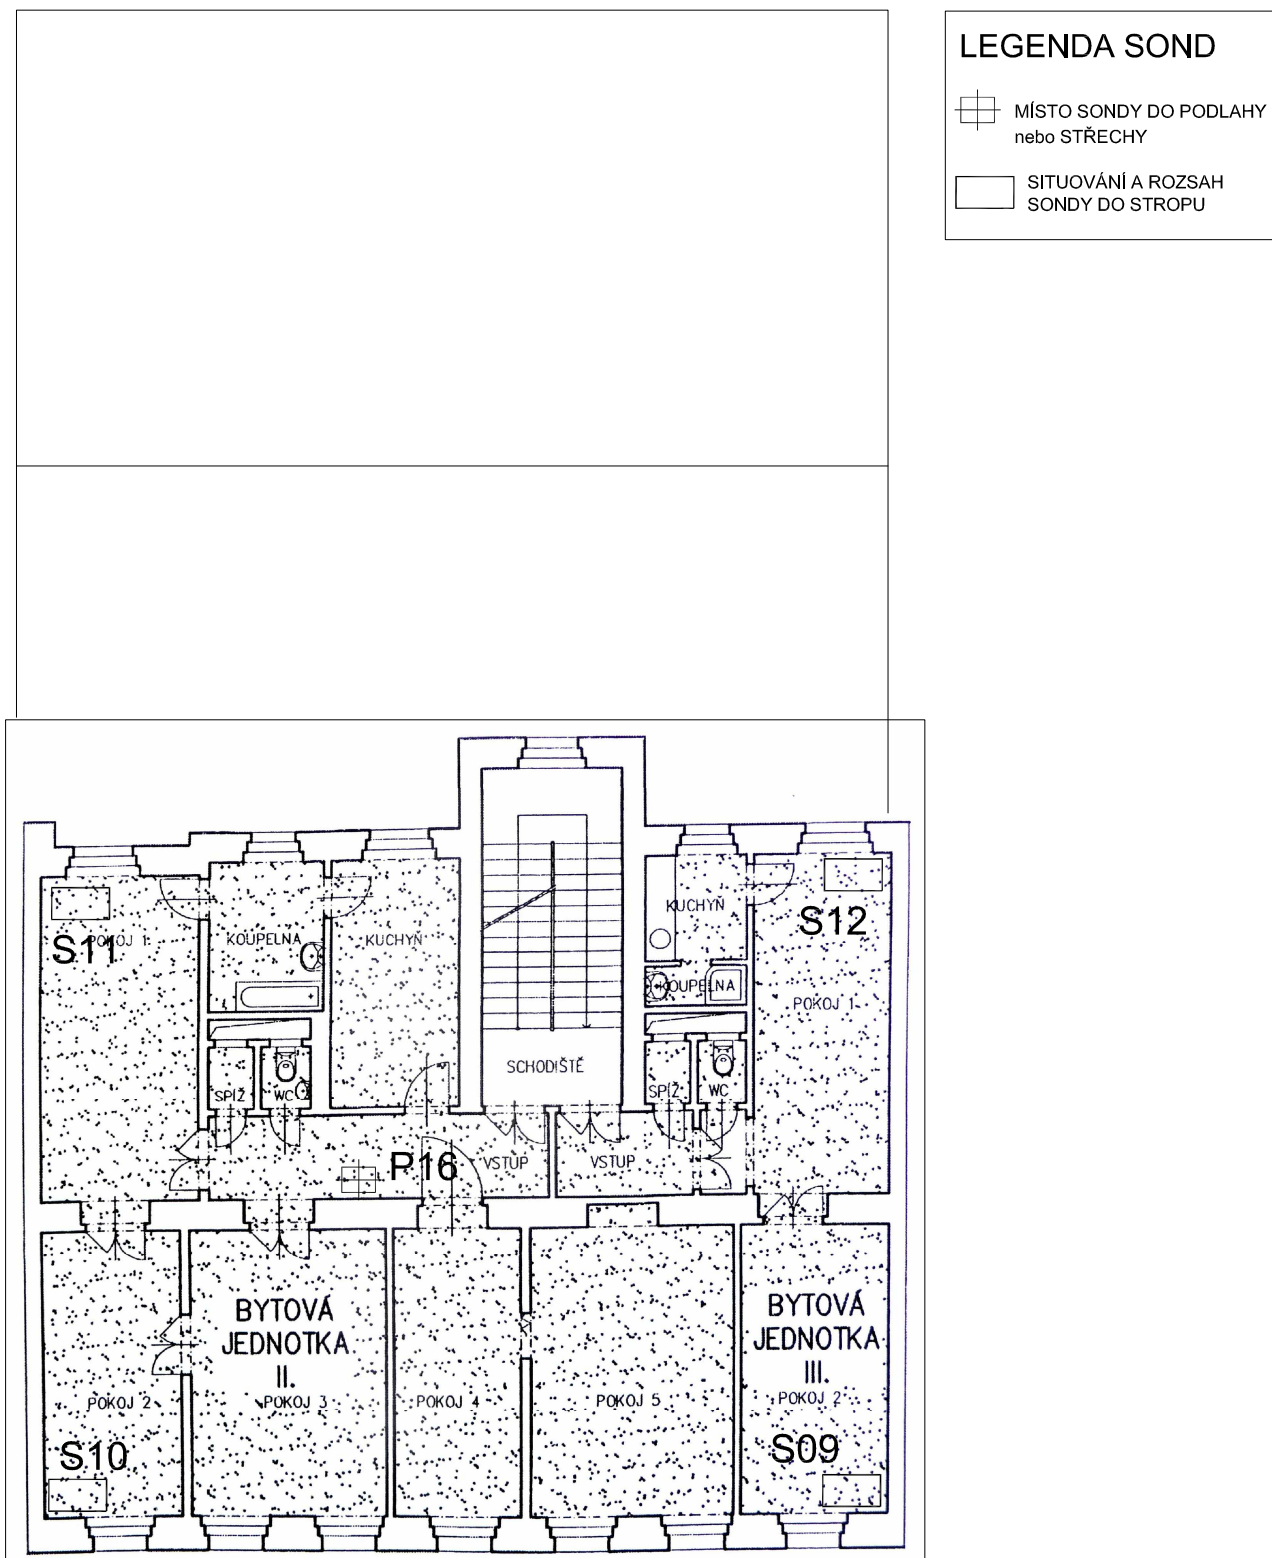 LEGENDA SOND
MÍSTO SONDY DO PODLAHY
nebo STŘECHY
SITUOVÁNÍ A ROZSAH
SONDY DO STROPU
S11
POKOJ 1
KOUPELNA
KUCHYŇ
KUCHYŇ
S12
KOUPELNA
POKOJ 1
SCHODIŠTĚ
SPÍŽ
WC
SPÍŽ
WC
P16
VSTUP
VSTUP
BYTOVÁ
JEDNOTKA
II.
BYTOVÁ
JEDNOTKA
III.
POKOJ 2
POKOJ 3
POKOJ 4
POKOJ 5
POKOJ 2
S10
S09